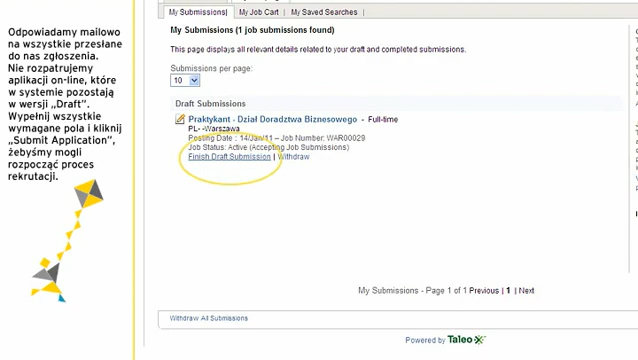 Odpowiadamy mailowo
na wszystkie przesłane
do nas zgłoszenia.
Nie rozpatrujemy
aplikacji on-line, które
w systemie pozostają
w wersji „Draft”.
Wypełnij wszystkie
wymagane pola i kliknij
„Submit Application”,
żebyśmy mogli
rozpocząć proces
rekrutacji.
My Submissions | My Job Cart | My Saved Searches |
My Submissions (1 job submissions found)
This page displays all relevant details related to your draft and completed submissions.
Submissions per page:
10
Draft Submissions
Praktykant - Dział Doradztwa Biznesowego - Full-time
PL- -Warszawa
Posting Date : 14/Jan/11 – Job Number: WAR00029
Job Status: Active (Accepting Job Submissions)
Finish Draft Submission | Withdraw
My Submissions - Page 1 of 1 Previous | 1 | Next
Withdraw All Submissions
Powered by Taleo